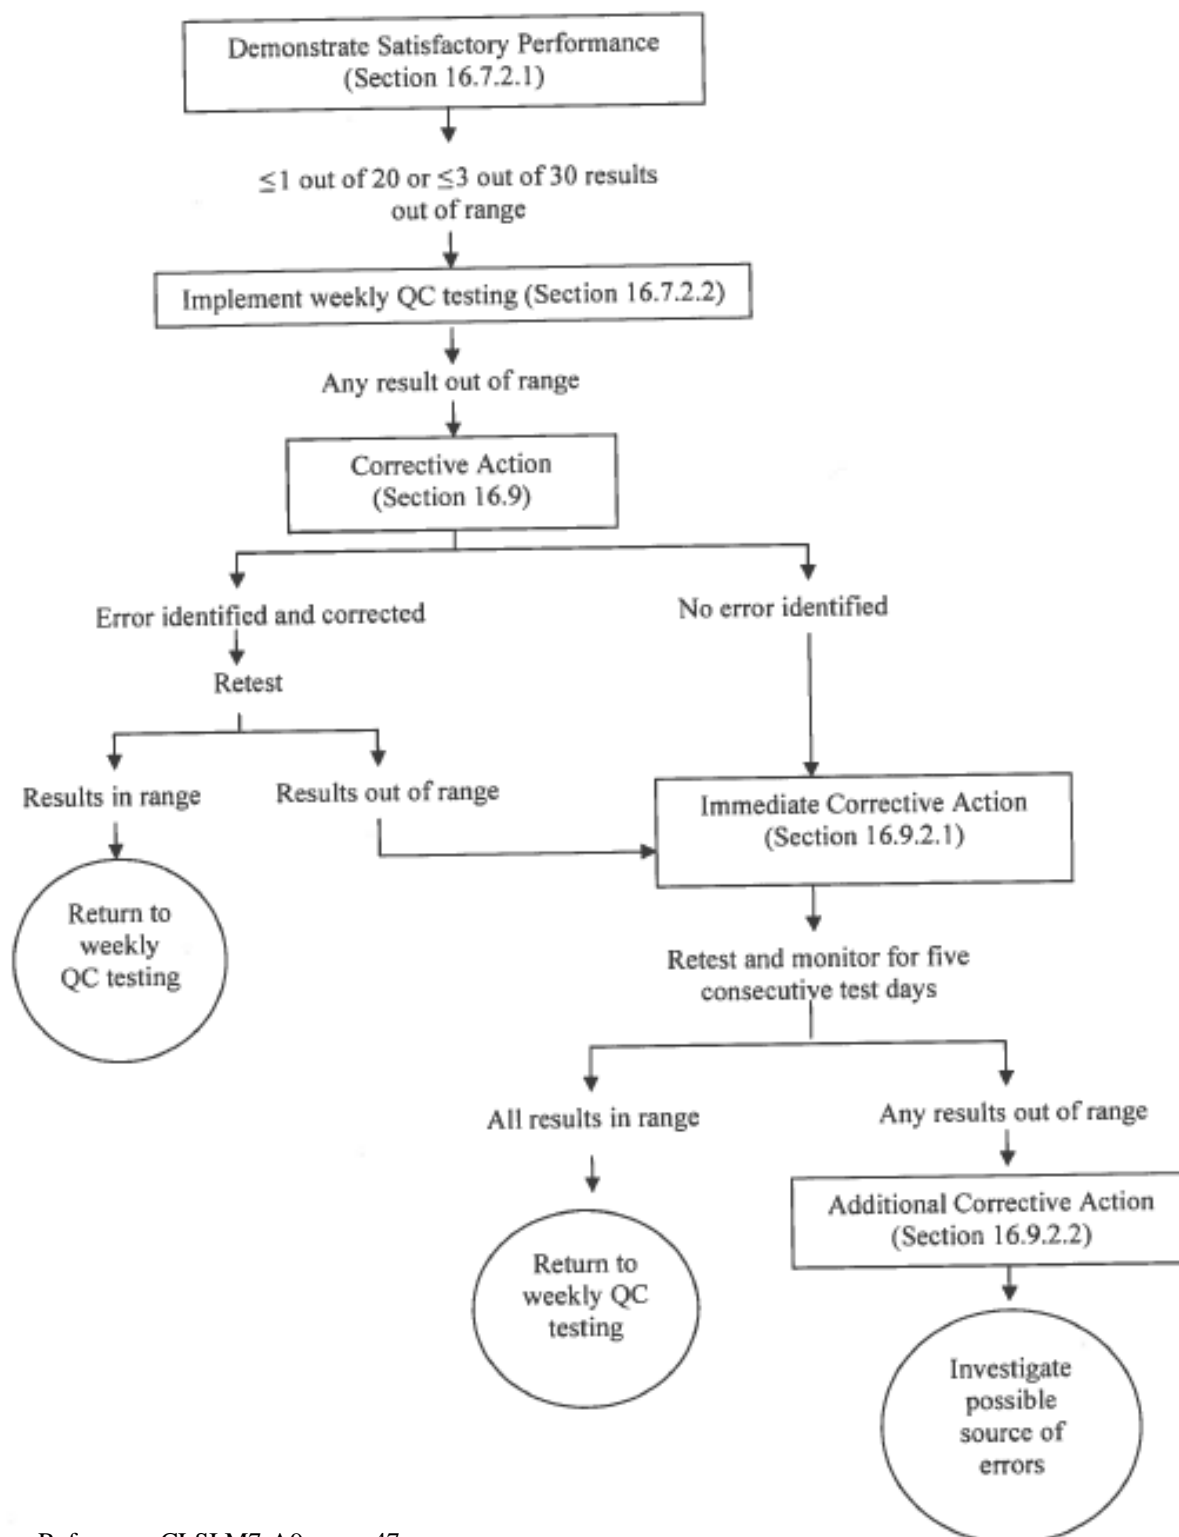 Demonstrate Satisfactory Performance
(Section 16.7.2.1)
≤1 out of 20 or ≤3 out of 30 results
out of range
Implement weekly QC testing (Section 16.7.2.2)
Any result out of range
Corrective Action
(Section 16.9)
Error identified and corrected
No error identified
Retest
Results in range
Results out of range
Immediate Corrective Action
(Section 16.9.2.1)
Return to
weekly
QC testing
Retest and monitor for five
consecutive test days
All results in range
Any results out of range
Additional Corrective Action
(Section 16.9.2.2)
Return to
weekly QC
testing
Investigate
possible
source of
errors